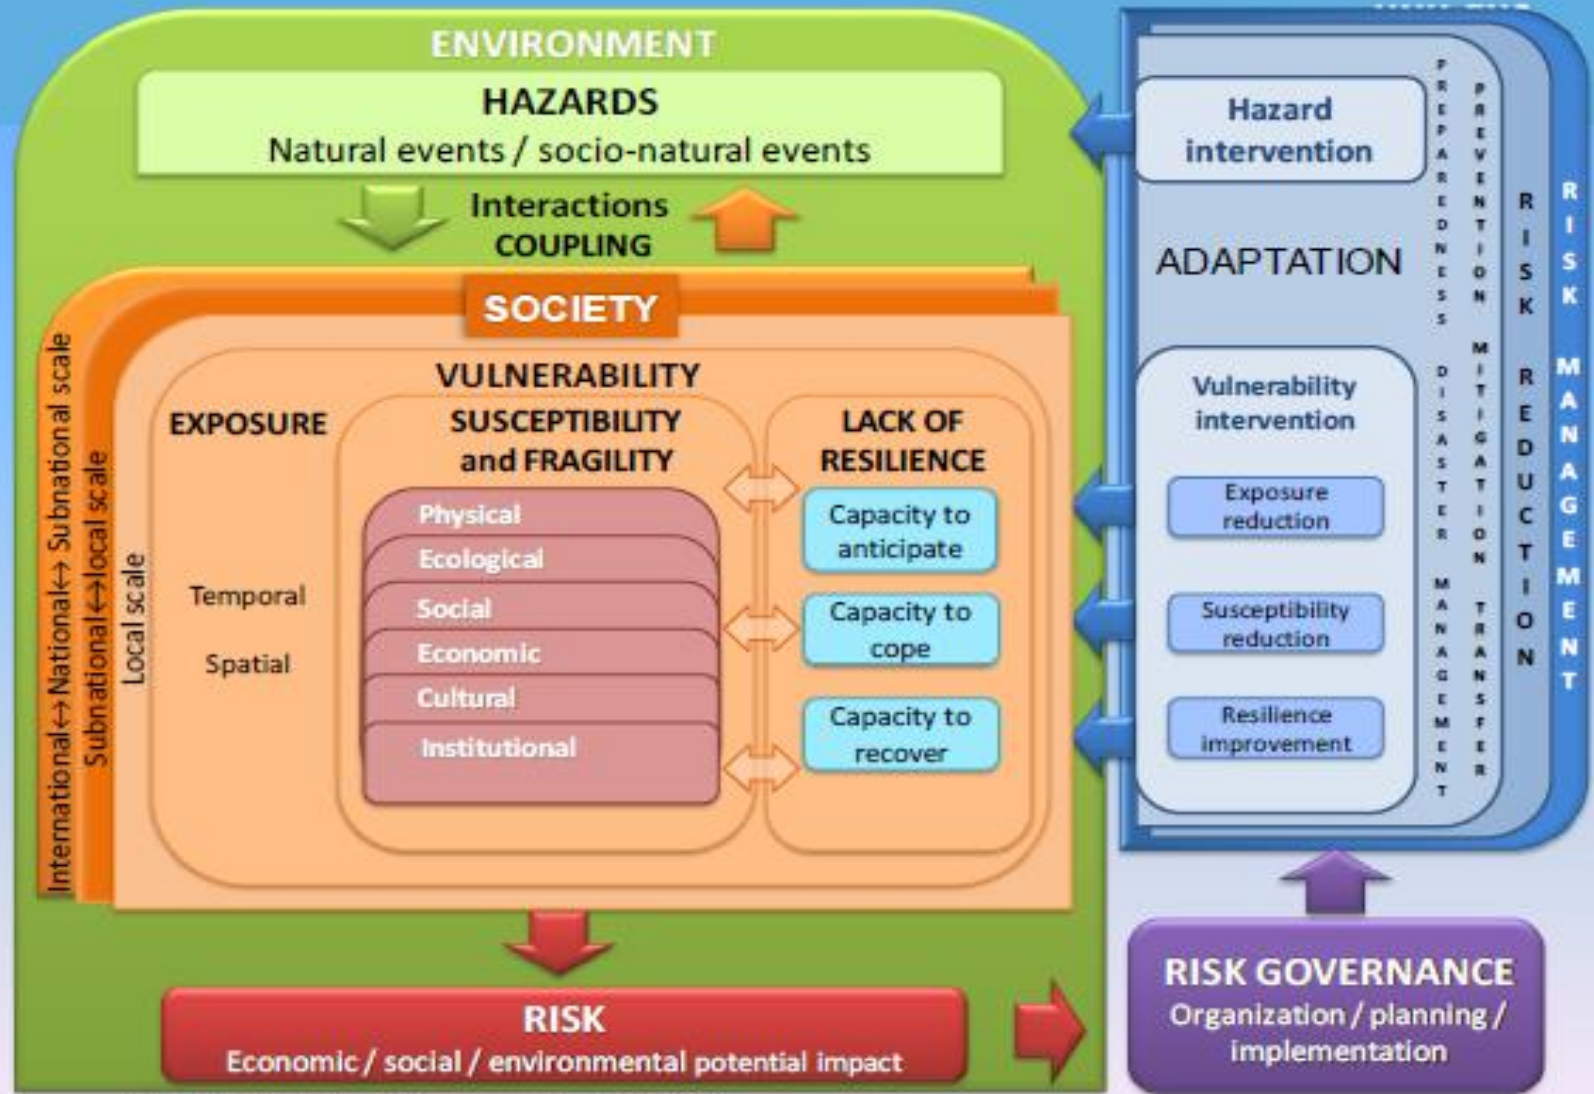 ENVIRONMENT
HAZARDS
Natural events / socio-natural events
Interactions
COUPLING
SOCIETY
International↔National↔ Subnational scale
Subnational↔local scale
Local scale
VULNERABILITY
EXPOSURE
Temporal
Spatial
SUSCEPTIBILITY
and FRAGILITY
Physical
Ecological
Social
Economic
Cultural
Institutional
LACK OF
RESILIENCE
Capacity to
anticipate
Capacity to
cope
Capacity to
recover
RISK
Economic / social / environmental potential impact
Hazard
intervention
ADAPTATION
Vulnerability
intervention
Exposure
reduction
Susceptibility
reduction
Resilience
improvement
PREPAREDNESS DISASTER MANAGEMENT
PREVENTION MITIGATION TRANSFER
RISK REDUCTION
RISK MANAGEMENT
RISK GOVERNANCE
Organization / planning /
implementation